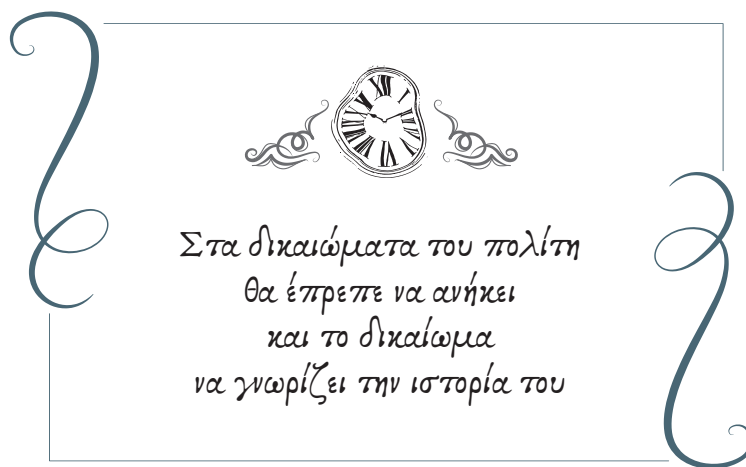 Στα δικαιώματα του πολίτη
θα έπρεπε να ανήκει
και το δικαίωμα
να γνωρίζει την ιστορία του